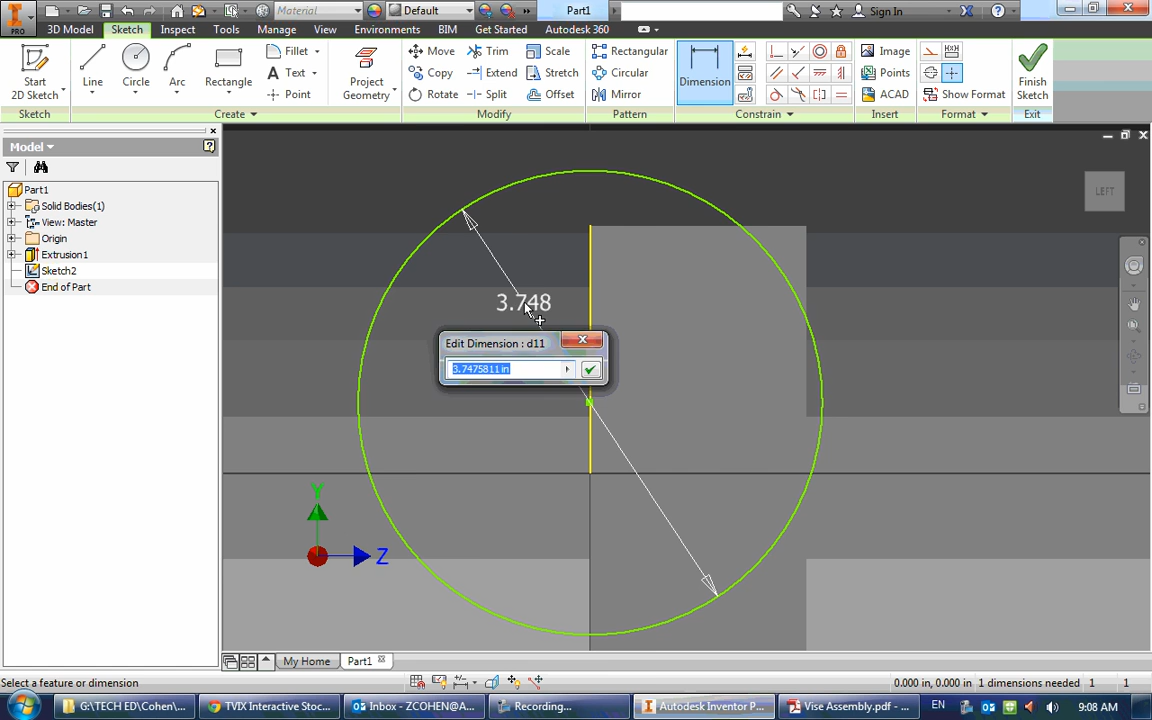 PRO
Material
Default
Part1
Sign In
3D Model Sketch Inspect Tools Manage View Environments BIM Get Started Autodesk 360
Start
2D Sketch
Line
Circle
Arc
Rectangle
Fillet
Text
Point
Project
Geometry
Move
Copy
Rotate
Trim
Extend
Split
Scale
Stretch
Offset
Rectangular
Circular
Mirror
Dimension
Image
Points
ACAD
Show Format
Finish
Sketch
Sketch
Create
Modify
Pattern
Constrain
Insert
Format
Exit
Model
Part1
Solid Bodies(1)
View: Master
Origin
Extrusion1
Sketch2
End of Part
LEFT
3.748
Edit Dimension : d11
3.7475811 in
Y
Z
My Home
Part1
Select a feature or dimension
0.000 in, 0.000 in 1 dimensions needed 1 1
G:\TECH ED\Cohen\...
TVIX Interactive Stoc...
Inbox - ZCOHEN@A...
Recording...
Autodesk Inventor P...
Vise Assembly.pdf - ...
EN
9:08 AM